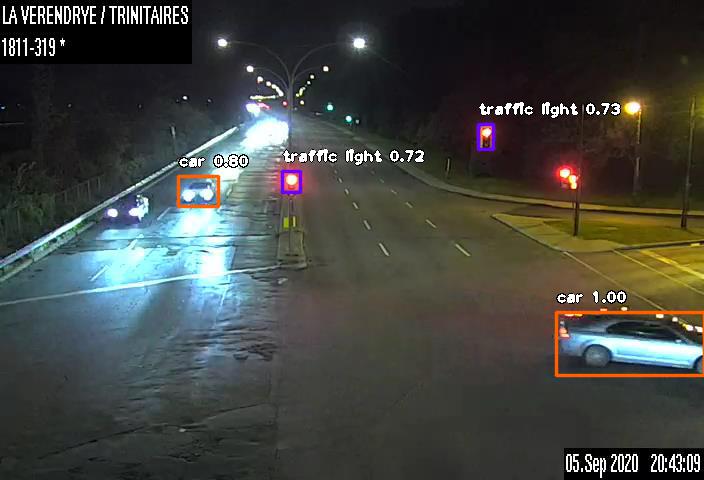 LA VERENDRYE / TRINITAIRES
1811-319 *
traffic light 0.73
car 0.80
traffic light 0.72
car 1.00
05.Sep 2020 20:43:09